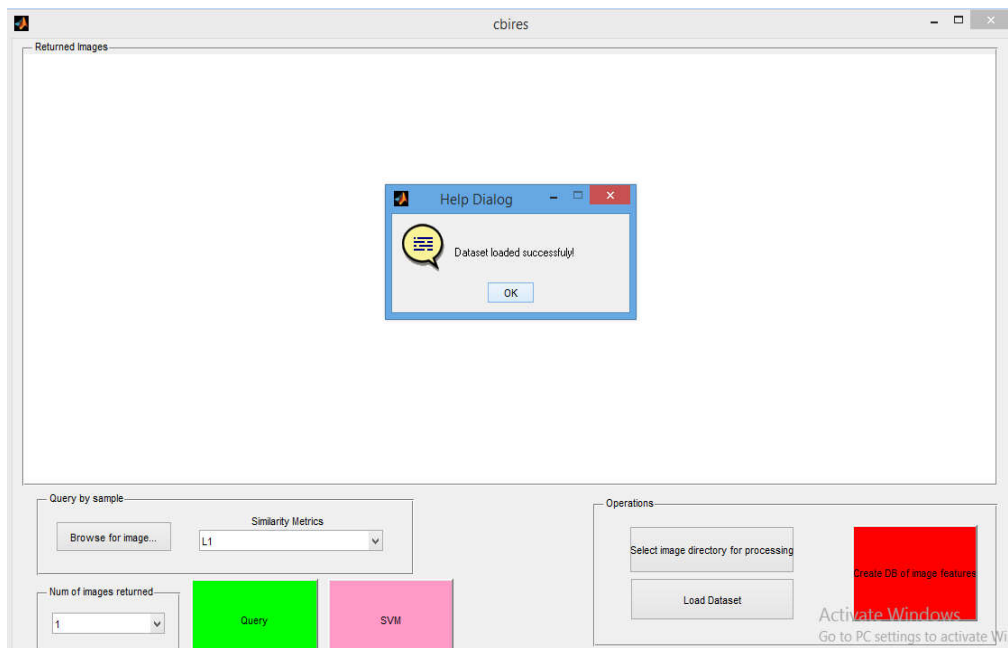 cbires
Returned Images
Help Dialog
Dataset loaded successfuly!
OK
Query by sample
Browse for image...
Similarity Metrics
L1
Num of images returned
1
Query
SVM
Operations
Select image directory for processing
Load Dataset
Create DB of image features
Activate Windows
Go to PC settings to activate Wi